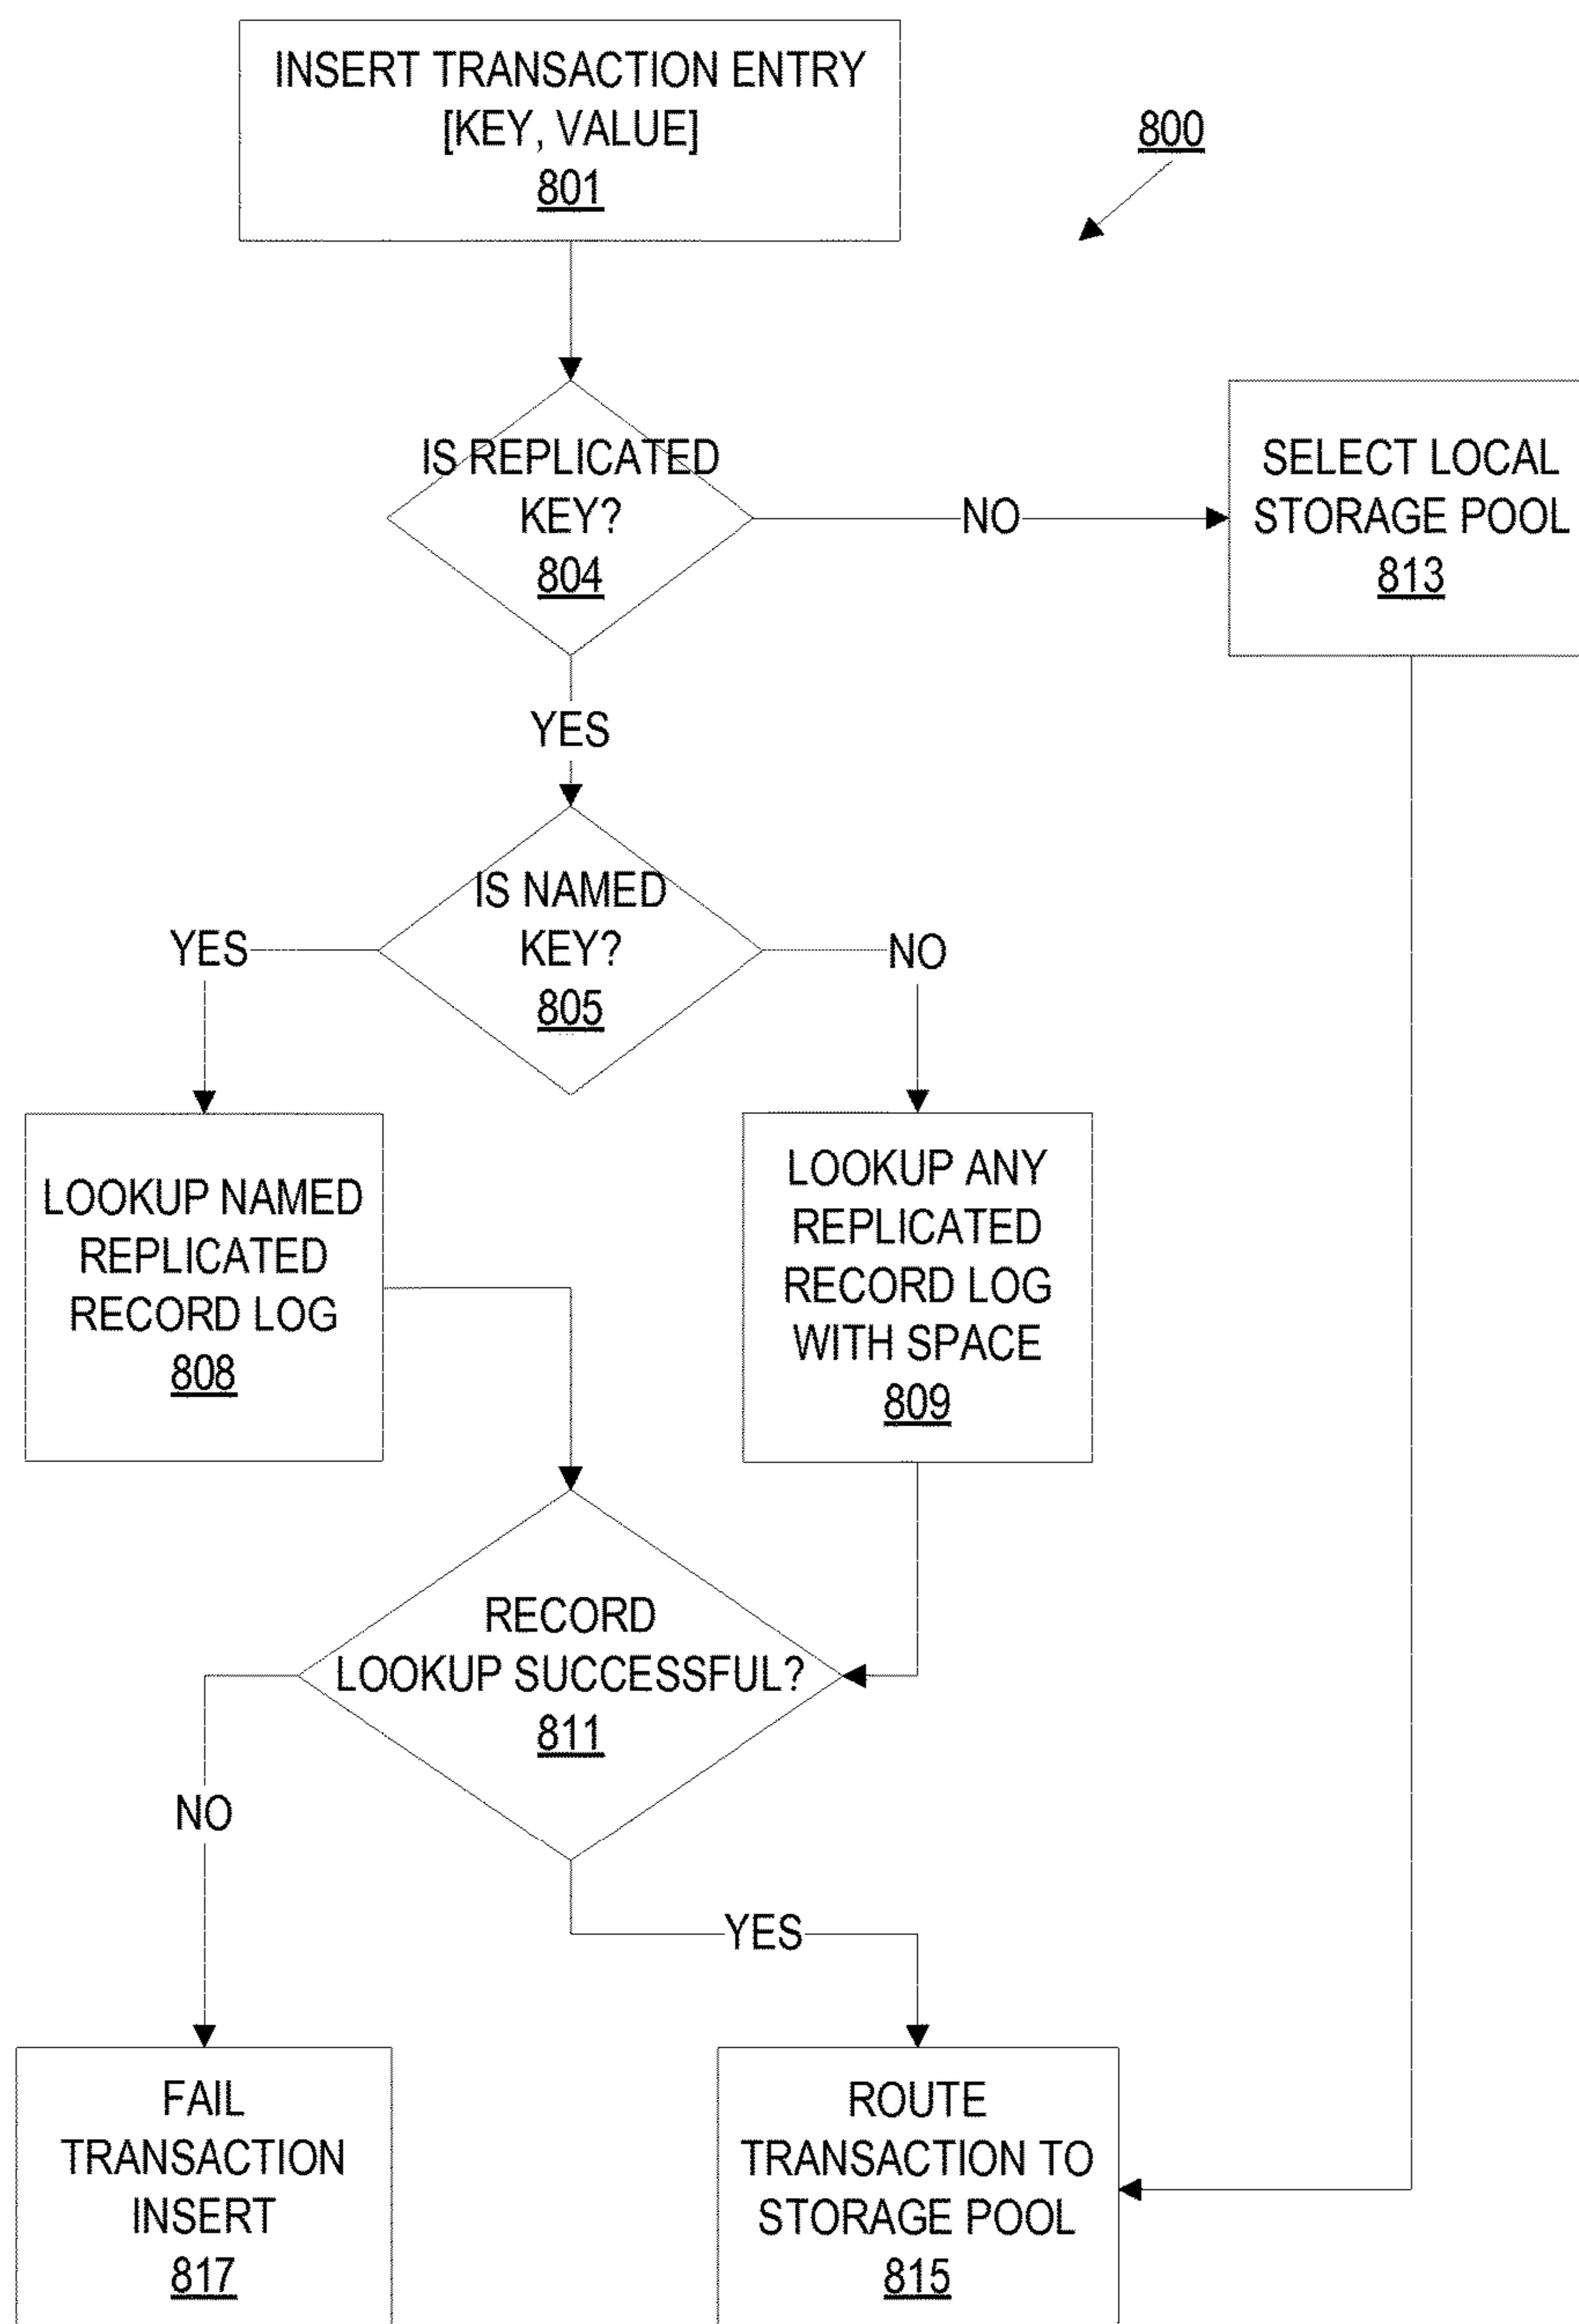 INSERT TRANSACTION ENTRY
[KEY, VALUE]
801
800
IS REPLICATED
KEY?
804
NO
SELECT LOCAL
STORAGE POOL
813
YES
IS NAMED
KEY?
805
YES
NO
LOOKUP NAMED
REPLICATED
RECORD LOG
808
LOOKUP ANY
REPLICATED
RECORD LOG
WITH SPACE
809
RECORD
LOOKUP SUCCESSFUL?
811
NO
YES
FAIL
TRANSACTION
INSERT
817
ROUTE
TRANSACTION TO
STORAGE POOL
815